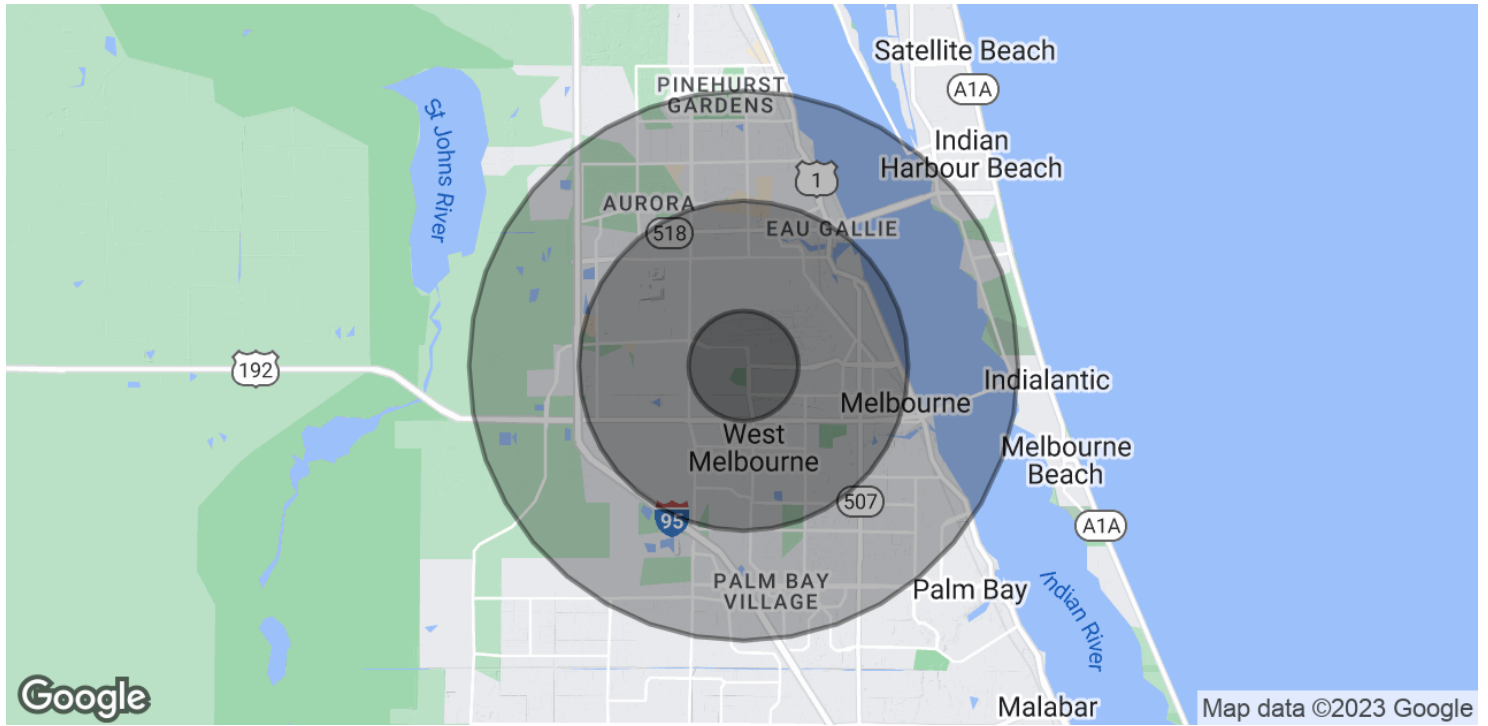 Satellite Beach
A1A
PINEHURST
GARDENS
St Johns River
Indian
Harbour Beach
1
AURORA
518
EAU GALLIE
192
Indialantic
Melbourne
West
Melbourne
Melbourne
Beach
507
95
A1A
PALM BAY
VILLAGE
Palm Bay
Indian River
Malabar
Google
Map data ©2023 Google